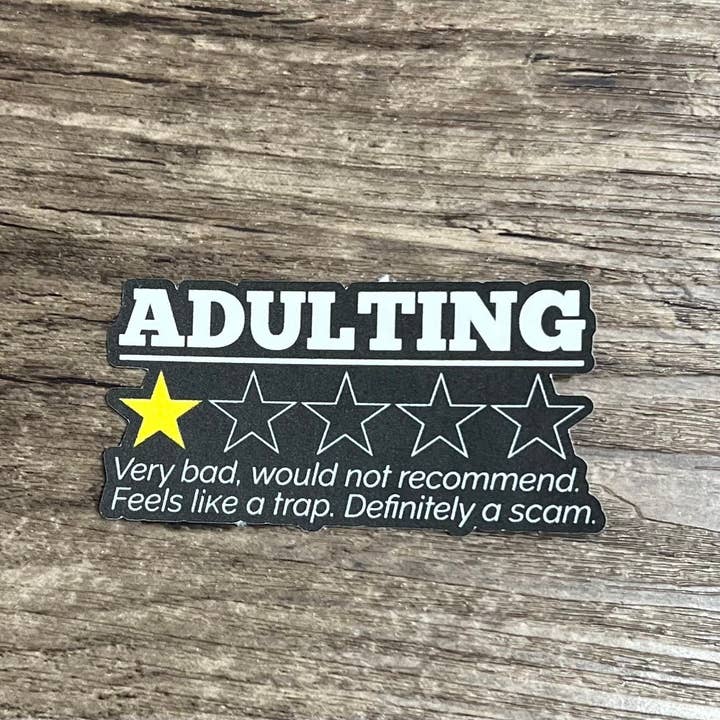 ADULTING
Very bad, would not recommend.
Feels like a trap. Definitely a scam.